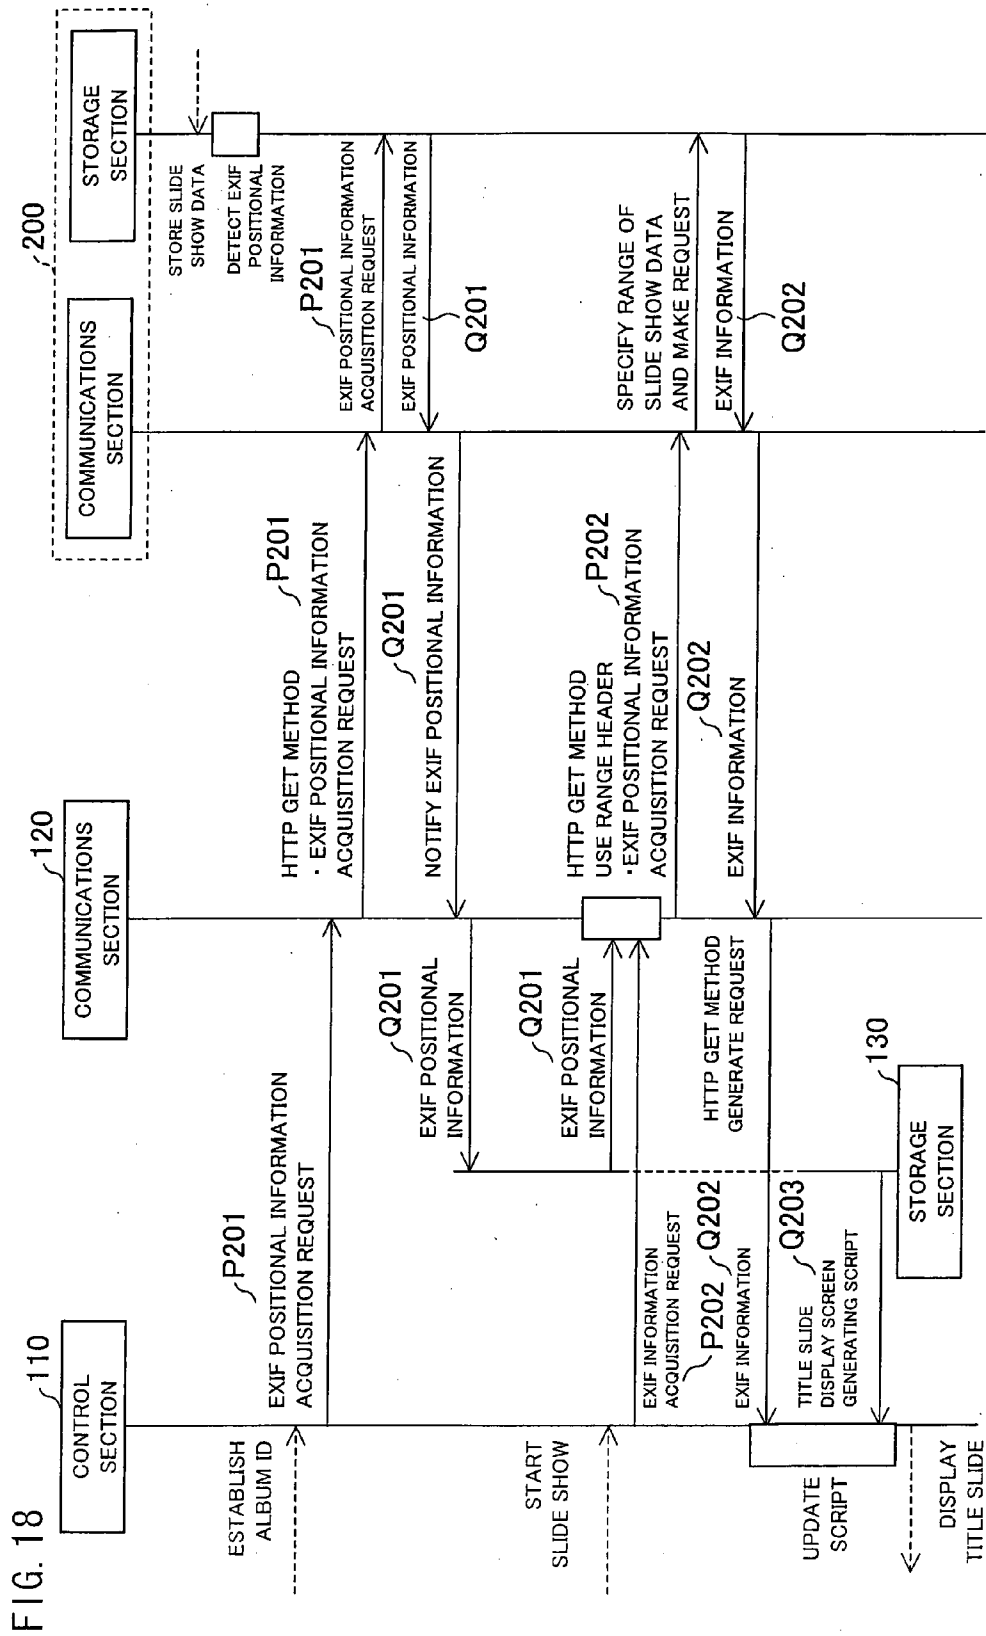 FIG. 18
110
CONTROL
SECTION
120
COMMUNICATIONS
SECTION
200
COMMUNICATIONS
SECTION
STORAGE
SECTION
STORE SLIDE
SHOW DATA
DETECT EXIF
POSITIONAL
INFORMATION
ESTABLISH
ALBUM ID
P201
EXIF POSITIONAL INFORMATION
ACQUISITION REQUEST
HTTP GET METHOD
・EXIF POSITIONAL INFORMATION
ACQUISITION REQUEST
P201
P201
EXIF POSITIONAL INFORMATION
ACQUISITION REQUEST
EXIF POSITIONAL INFORMATION
Q201
Q201
NOTIFY EXIF POSITIONAL INFORMATION
Q201
EXIF POSITIONAL
INFORMATION
START
SLIDE SHOW
Q201
EXIF POSITIONAL
INFORMATION
EXIF INFORMATION
ACQUISITION REQUEST
P202
HTTP GET METHOD
USE RANGE HEADER
・EXIF POSITIONAL INFORMATION
ACQUISITION REQUEST
P202
SPECIFY RANGE OF
SLIDE SHOW DATA
AND MAKE REQUEST
EXIF INFORMATION
Q202
Q202
EXIF INFORMATION
HTTP GET METHOD
GENERATE REQUEST
Q202
EXIF INFORMATION
Q203
TITLE SLIDE
DISPLAY SCREEN
GENERATING SCRIPT
130
STORAGE
SECTION
UPDATE
SCRIPT
DISPLAY
TITLE SLIDE